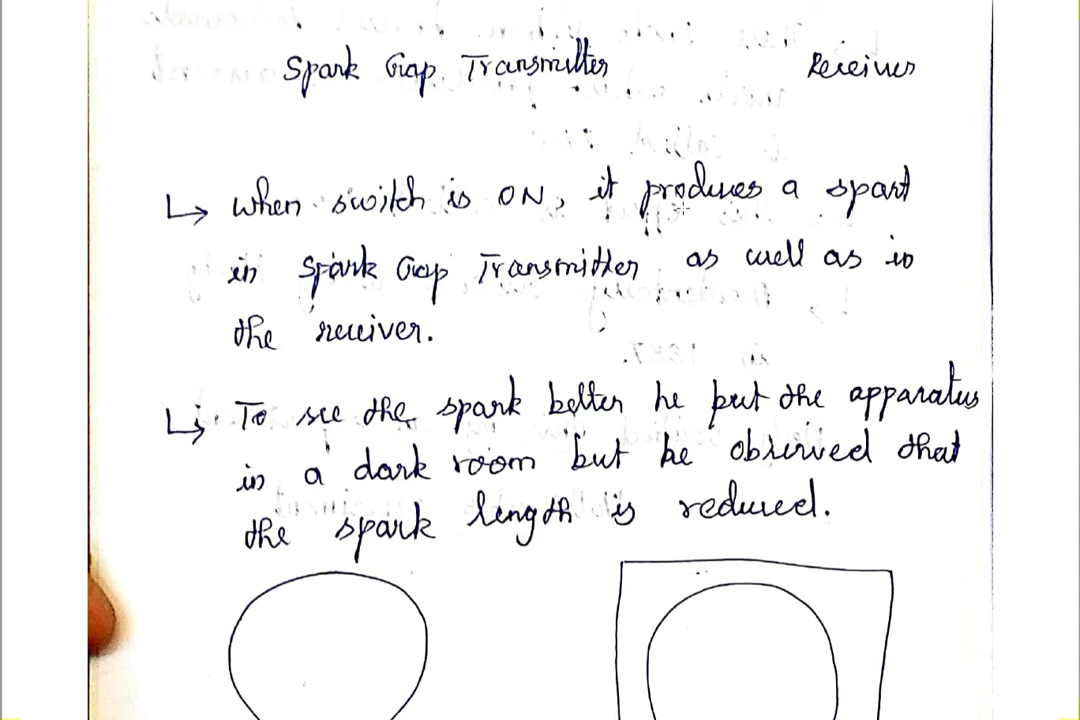 Spark Gap Transmitter Receiver
↳ When switch is ON, it produces a spark
in Spark Gap Transmitter as well as in
the receiver.
↳ To see the spark better he put the apparatus
in a dark room but he observed that
the spark length is reduced.
in 1887.